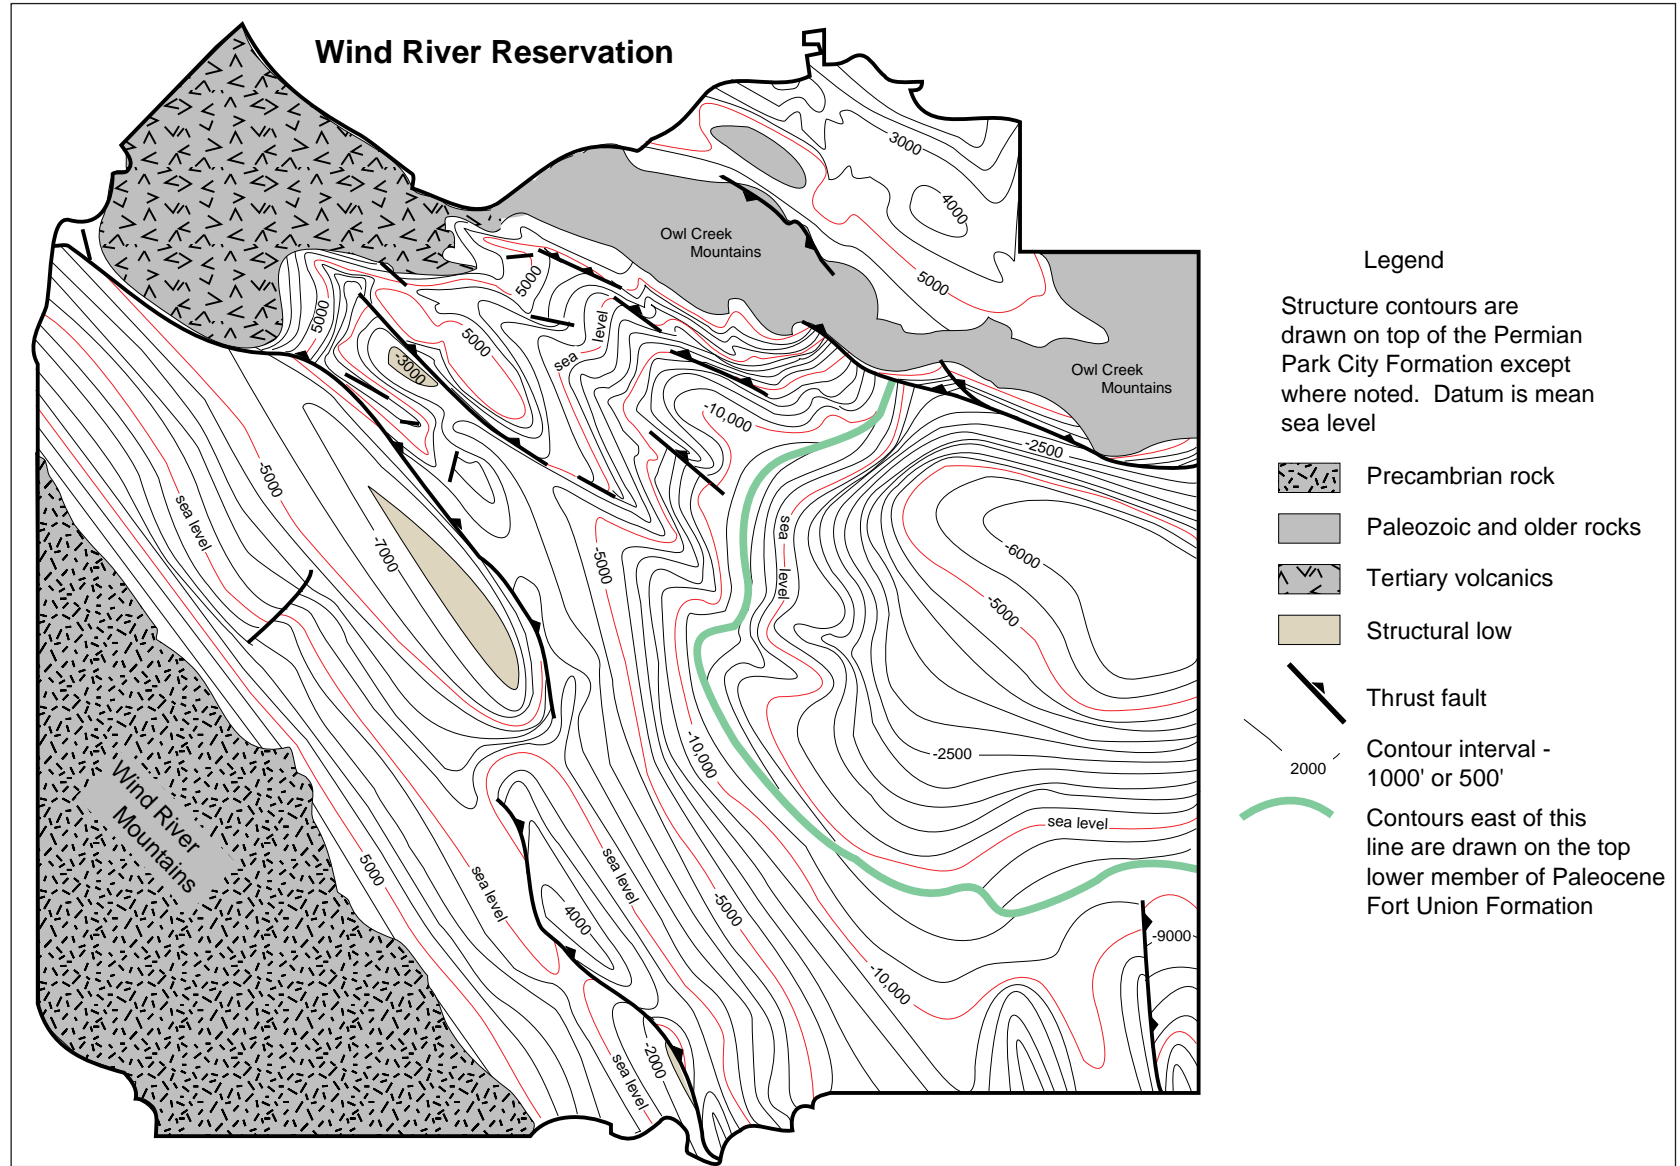 Wind River Reservation
3000
4000
Owl Creek
Mountains
5000
5000
5000
sea level
5000
-3000
Owl Creek
Mountains
-10,000
-2500
-5000
sea level
-7000
-5000
sea level
-6000
-5000
-10,000
-2500
Wind River
Mountains
5000
sea level
sea level
sea level
4000
-5000
-9000
-10,000
-2000
sea level
Legend
Structure contours are
drawn on top of the Permian
Park City Formation except
where noted. Datum is mean
sea level
Precambrian rock
Paleozoic and older rocks
Tertiary volcanics
Structural low
Thrust fault
Contour interval -
1000' or 500'
2000
Contours east of this
line are drawn on the top
lower member of Paleocene
Fort Union Formation